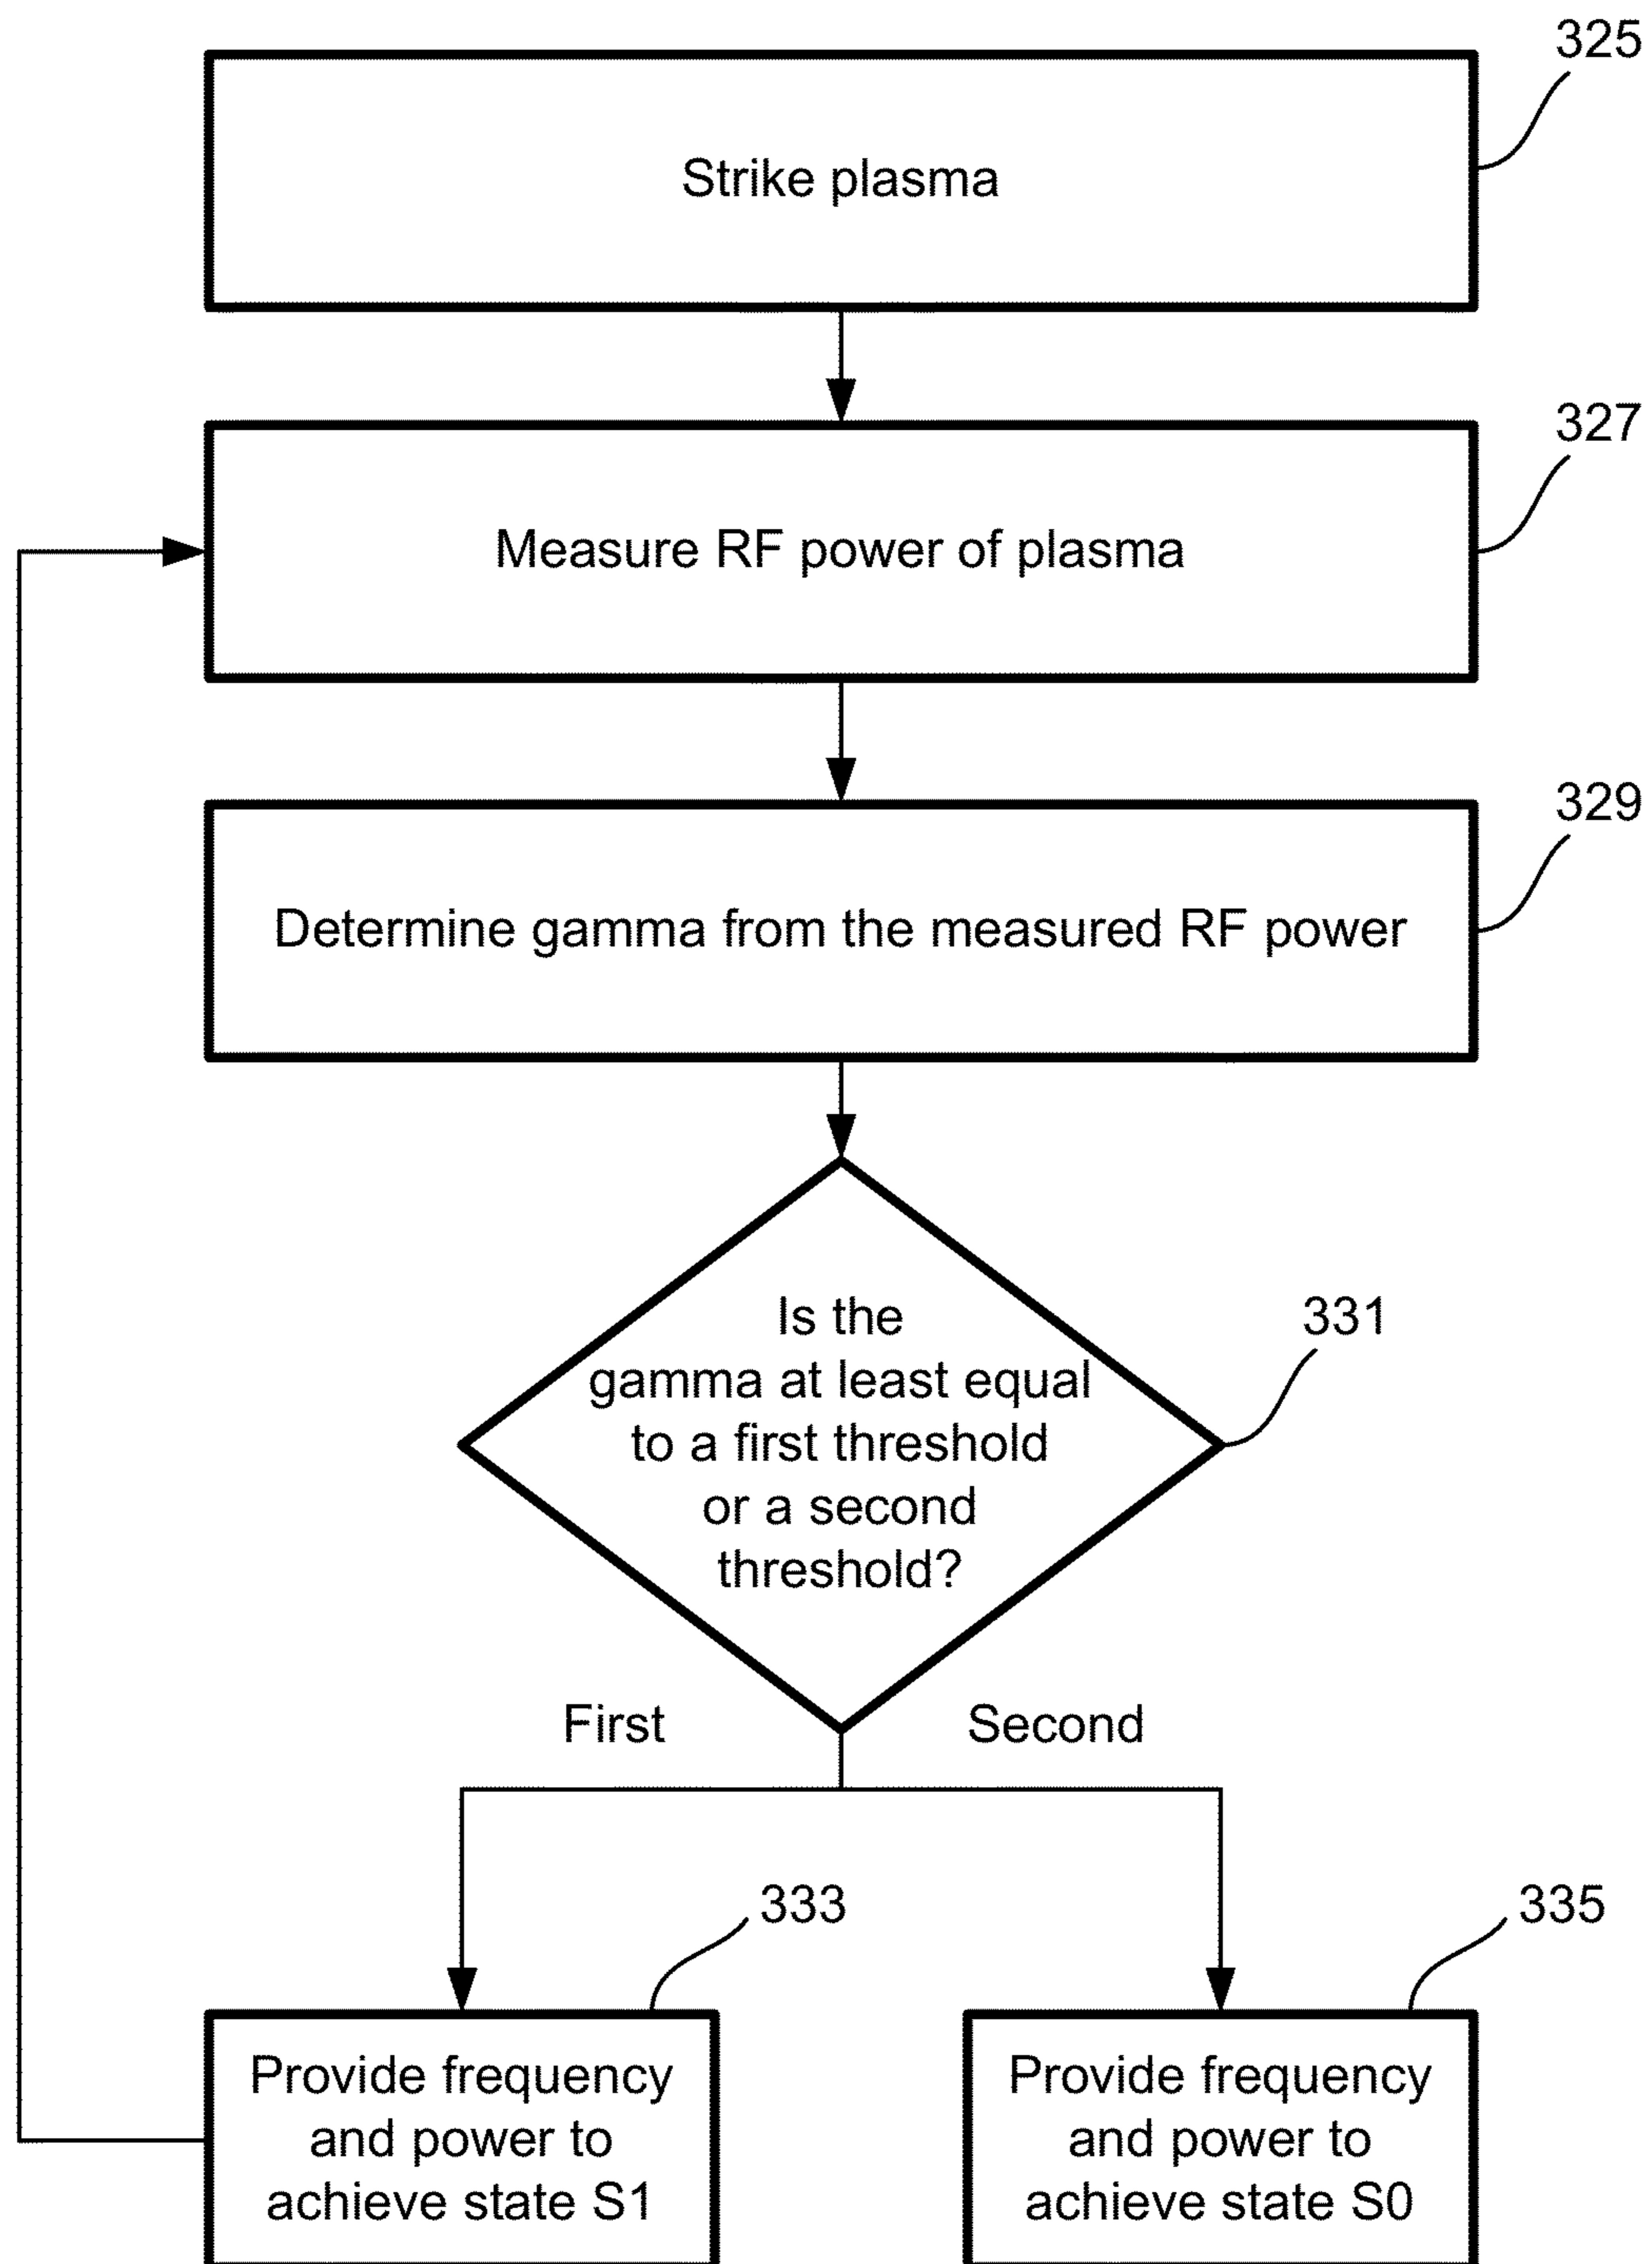 325
Strike plasma
327
Measure RF power of plasma
329
Determine gamma from the measured RF power
331
Is the
gamma at least equal
to a first threshold
or a second
threshold?
First
Second
333
335
Provide frequency
and power to
achieve state S1
Provide frequency
and power to
achieve state S0